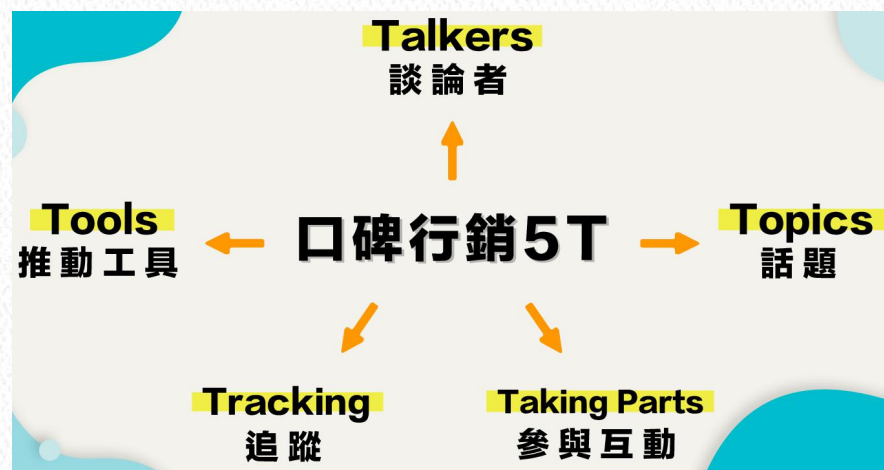 Talkers
談論者
Tools
推動工具
口碑行銷5T
Topics
話題
Tracking
追蹤
Taking Parts
參與互動